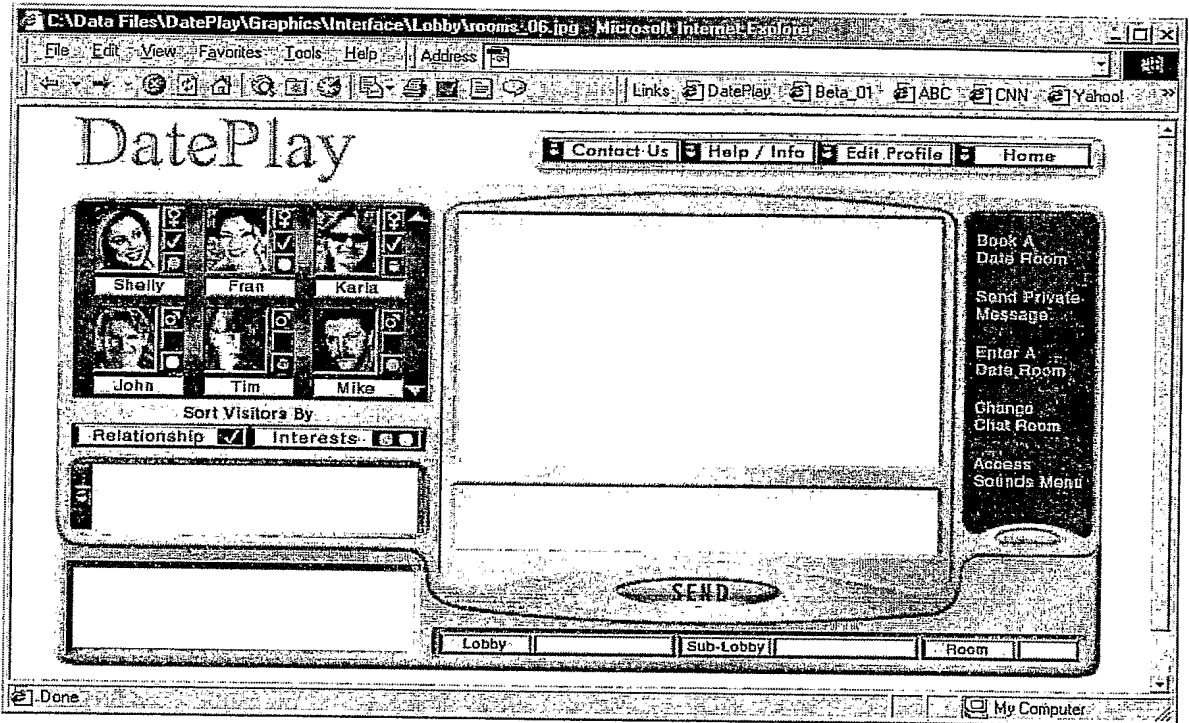 C:\Data Files\DatePlay\Graphics\Interface\Lobby\rooms_06.jpg - Microsoft Internet Explorer
File Edit View Favorites Tools Help Address
Links DatePlay Beta_01 ABC CNN Yahoo! »
DatePlay
Contact Us Help / Info Edit Profile Home
Shelly Fran Karla
John Tim Mike
Sort Visitors By
Relationship Interests
Book A
Date Room
Send Private
Message
Enter A
Date Room
Change
Chat Room
Access
Sounds Menu
SEND
Lobby Sub-Lobby Room
Done My Computer